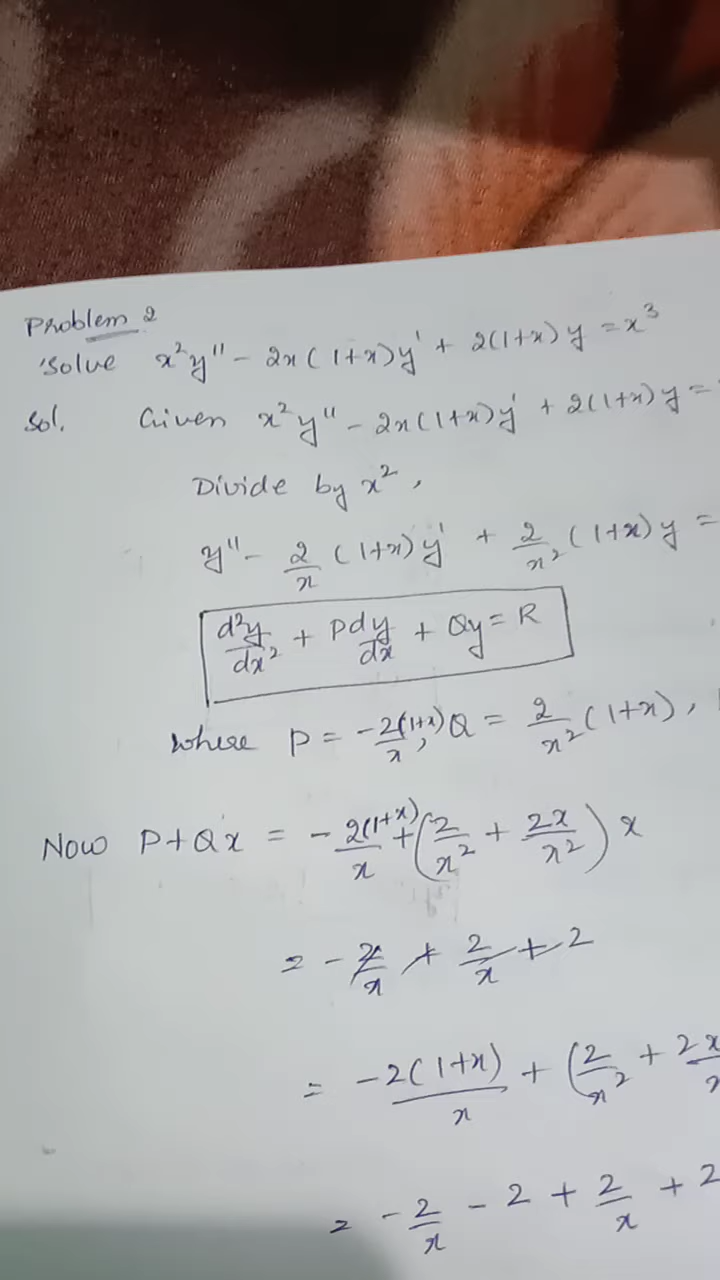 Problem 2
Solve x²y'' - 2x(1+x)y' + 2(1+x)y = x³
Sol. Given x²y'' - 2x(1+x)y' + 2(1+x)y =
Divide by x²,
y'' - 2/x (1+x)y' + 2/x² (1+x)y =
d²y/dx² + P dy/dx + Qy = R
where P = -2(1+x)/x, Q = 2/x² (1+x),
Now P+Qx = -2(1+x)/x + (2/x² + 2x/x²) x
= -2/x + 2/x + 2
= -2(1+x)/x + (2/x² + 2x
= -2/x - 2 + 2/x + 2